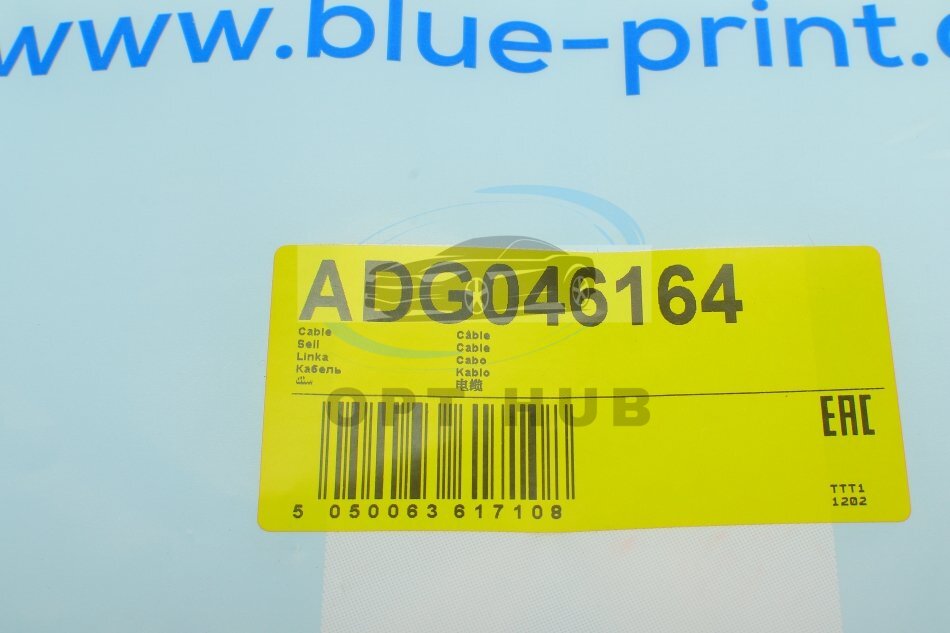 www.blue-print.
ADG046164
Cable
Seil
Linka
Кабель
Câble
Cable
Cabo
Kablo
电缆
OPT HUB
EAC
5 050063 617108
TTT1
1202